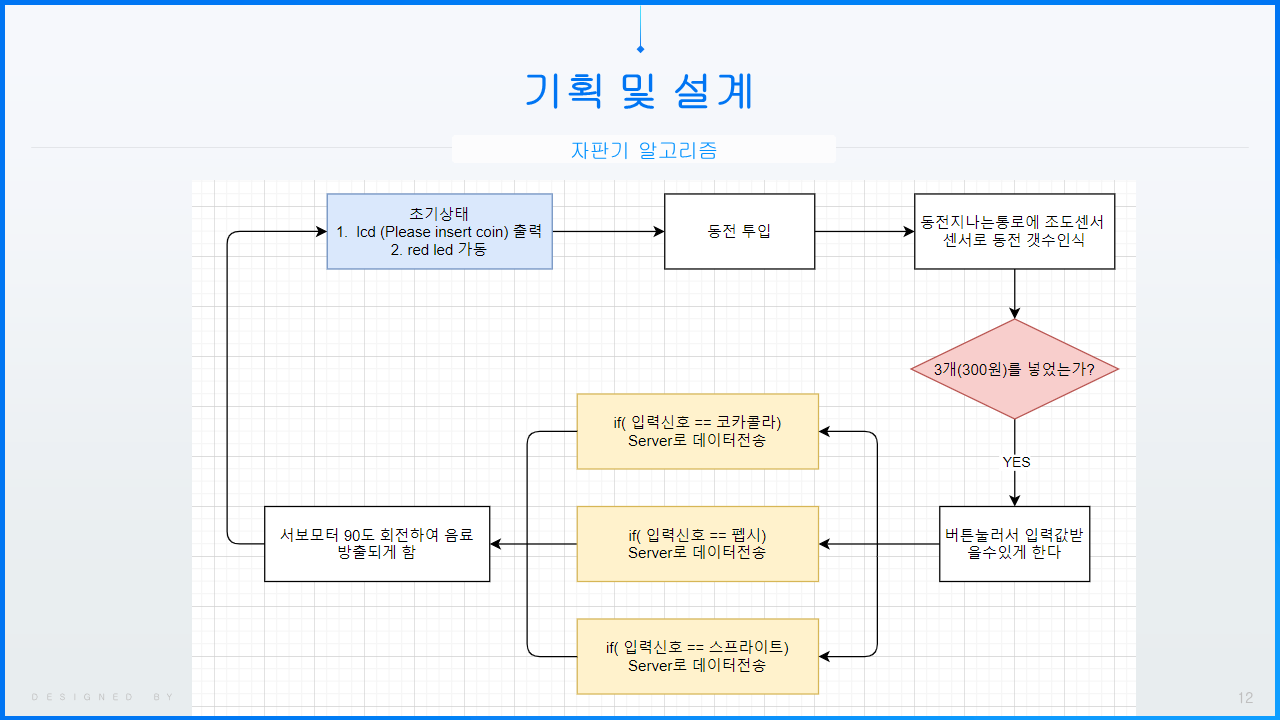 기획 및 설계
자판기 알고리즘
초기상태
1. lcd (Please insert coin) 출력
2. red led 가동
동전 투입
동전지나는통로에 조도센서
센서로 동전 갯수인식
3개(300원)를 넣었는가?
YES
버튼눌러서 입력값받
을수있게 한다
if( 입력신호 == 코카콜라)
Server로 데이터전송
if( 입력신호 == 펩시)
Server로 데이터전송
if( 입력신호 == 스프라이트)
Server로 데이터전송
서보모터 90도 회전하여 음료
방출되게 함
DESIGNED BY
12